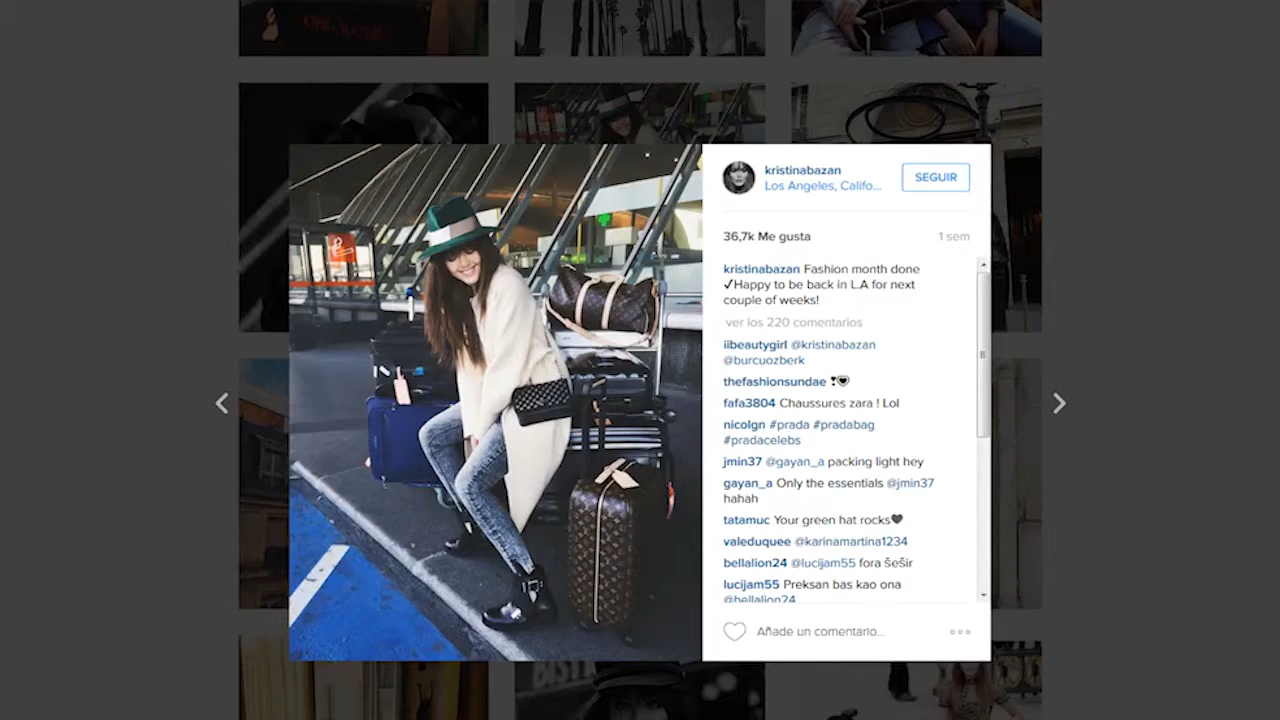 kristinabazan
Los Angeles, Califo...
SEGUIR
36,7k Me gusta
1 sem
kristinabazan Fashion month done
✓Happy to be back in L.A for next
couple of weeks!
ver los 220 comentarios
iibeautygirl @kristinabazan
@burcuozberk
thefashionsundae ❣💟
fafa3804 Chaussures zara ! Lol
nicolgn #prada #pradabag
#pradacelebs
jmin37 @gayan_a packing light hey
gayan_a Only the essentials @jmin37
hahah
tatamuc Your green hat rocks🖤
valeduquee @karinamartina1234
bellalion24 @lucijam55 fora šešir
lucijam55 Preksan bas kao ona
@bellalion24
Añade un comentario...